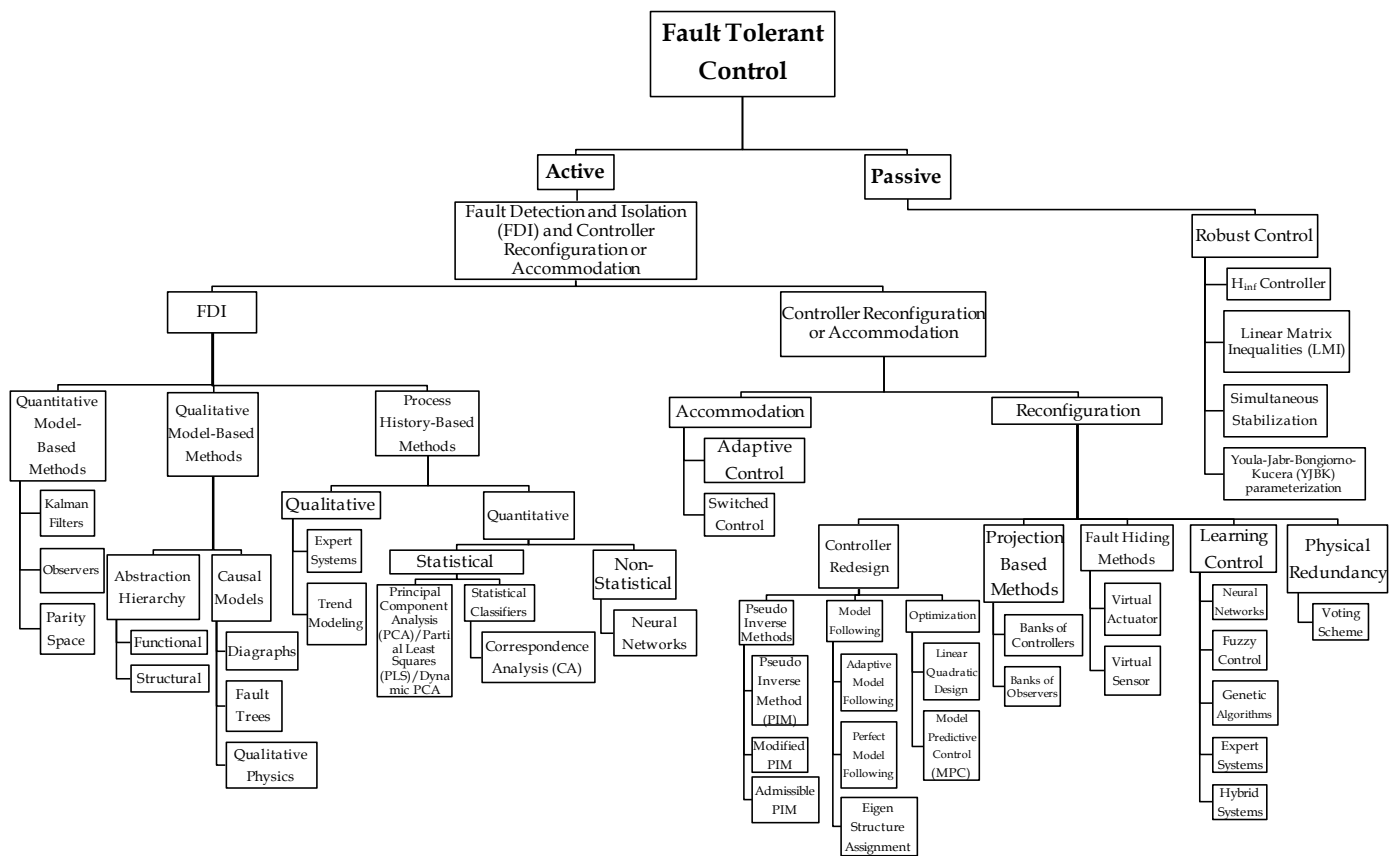 Fault Tolerant
Control
Active
Passive
Fault Detection and Isolation
(FDI) and Controller
Reconfiguration or
Accommodation
Robust Control
H_inf Controller
Linear Matrix
Inequalities (LMI)
Simultaneous
Stabilization
Youla-Jabr-Bongiorno-
Kucera (YJBK)
parameterization
FDI
Controller Reconfiguration
or Accommodation
Quantitative
Model-
Based
Methods
Kalman
Filters
Observers
Parity
Space
Qualitative
Model-Based
Methods
Abstraction
Hierarchy
Functional
Structural
Causal
Models
Diagraphs
Fault
Trees
Qualitative
Physics
Process
History-Based
Methods
Qualitative
Expert
Systems
Trend
Modeling
Quantitative
Statistical
Principal
Component
Analysis
(PCA)/Parti
al Least
Squares
(PLS)/Dyna
mic PCA
Statistical
Classifiers
Correspondence
Analysis (CA)
Non-
Statistical
Neural
Networks
Accommodation
Adaptive
Control
Switched
Control
Reconfiguration
Controller
Redesign
Pseudo
Inverse
Methods
Pseudo
Inverse
Method
(PIM)
Modified
PIM
Admissible
PIM
Model
Following
Adaptive
Model
Following
Perfect
Model
Following
Eigen
Structure
Assignment
Optimization
Linear
Quadratic
Design
Model
Predictive
Control
(MPC)
Projection
Based
Methods
Banks of
Controllers
Banks of
Observers
Fault Hiding
Methods
Virtual
Actuator
Virtual
Sensor
Learning
Control
Neural
Networks
Fuzzy
Control
Genetic
Algorithms
Expert
Systems
Hybrid
Systems
Physical
Redundancy
Voting
Scheme